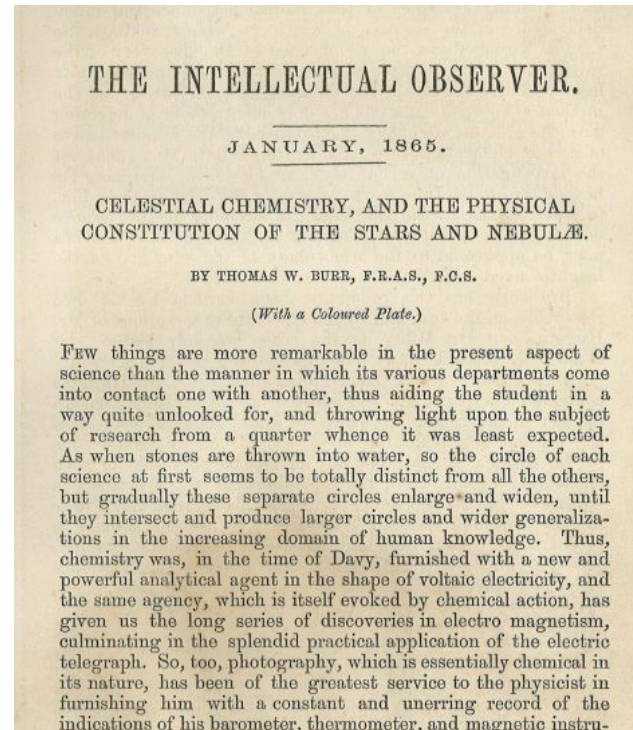 THE INTELLECTUAL OBSERVER.
JANUARY, 1865.
CELESTIAL CHEMISTRY, AND THE PHYSICAL
CONSTITUTION OF THE STARS AND NEBULÆ.
BY THOMAS W. BURR, F.R.A.S., F.C.S.
(With a Coloured Plate.)
FEW things are more remarkable in the present aspect of
science than the manner in which its various departments come
into contact one with another, thus aiding the student in a
way quite unlooked for, and throwing light upon the subject
of research from a quarter whence it was least expected.
As when stones are thrown into water, so the circle of each
science at first seems to be totally distinct from all the others,
but gradually these separate circles enlarge and widen, until
they intersect and produce larger circles and wider generaliza-
tions in the increasing domain of human knowledge. Thus,
chemistry was, in the time of Davy, furnished with a new and
powerful analytical agent in the shape of voltaic electricity, and
the same agency, which is itself evoked by chemical action, has
given us the long series of discoveries in electro magnetism,
culminating in the splendid practical application of the electric
telegraph. So, too, photography, which is essentially chemical in
its nature, has been of the greatest service to the physicist in
furnishing him with a constant and unerring record of the
indications of his barometer, thermometer, and magnetic instru-